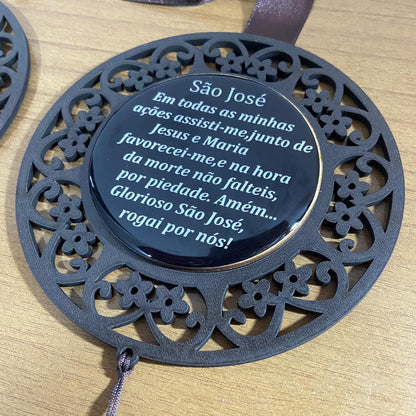 São José
Em todas as minhas
ações assisti-me,junto de
Jesus e Maria
favorecei-me,e na hora
da morte não falteis,
por piedade. Amém...
Glorioso São José,
rogai por nós!